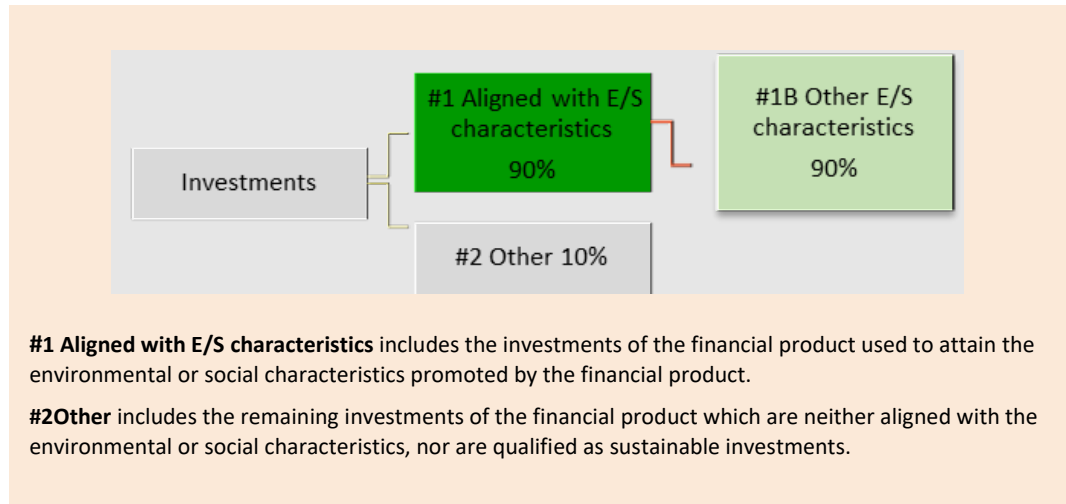 #1 Aligned with E/S
characteristics
90%
#1B Other E/S
characteristics
90%
Investments
#2 Other 10%
#1 Aligned with E/S characteristics includes the investments of the financial product used to attain the
environmental or social characteristics promoted by the financial product.
#2Other includes the remaining investments of the financial product which are neither aligned with the
environmental or social characteristics, nor are qualified as sustainable investments.